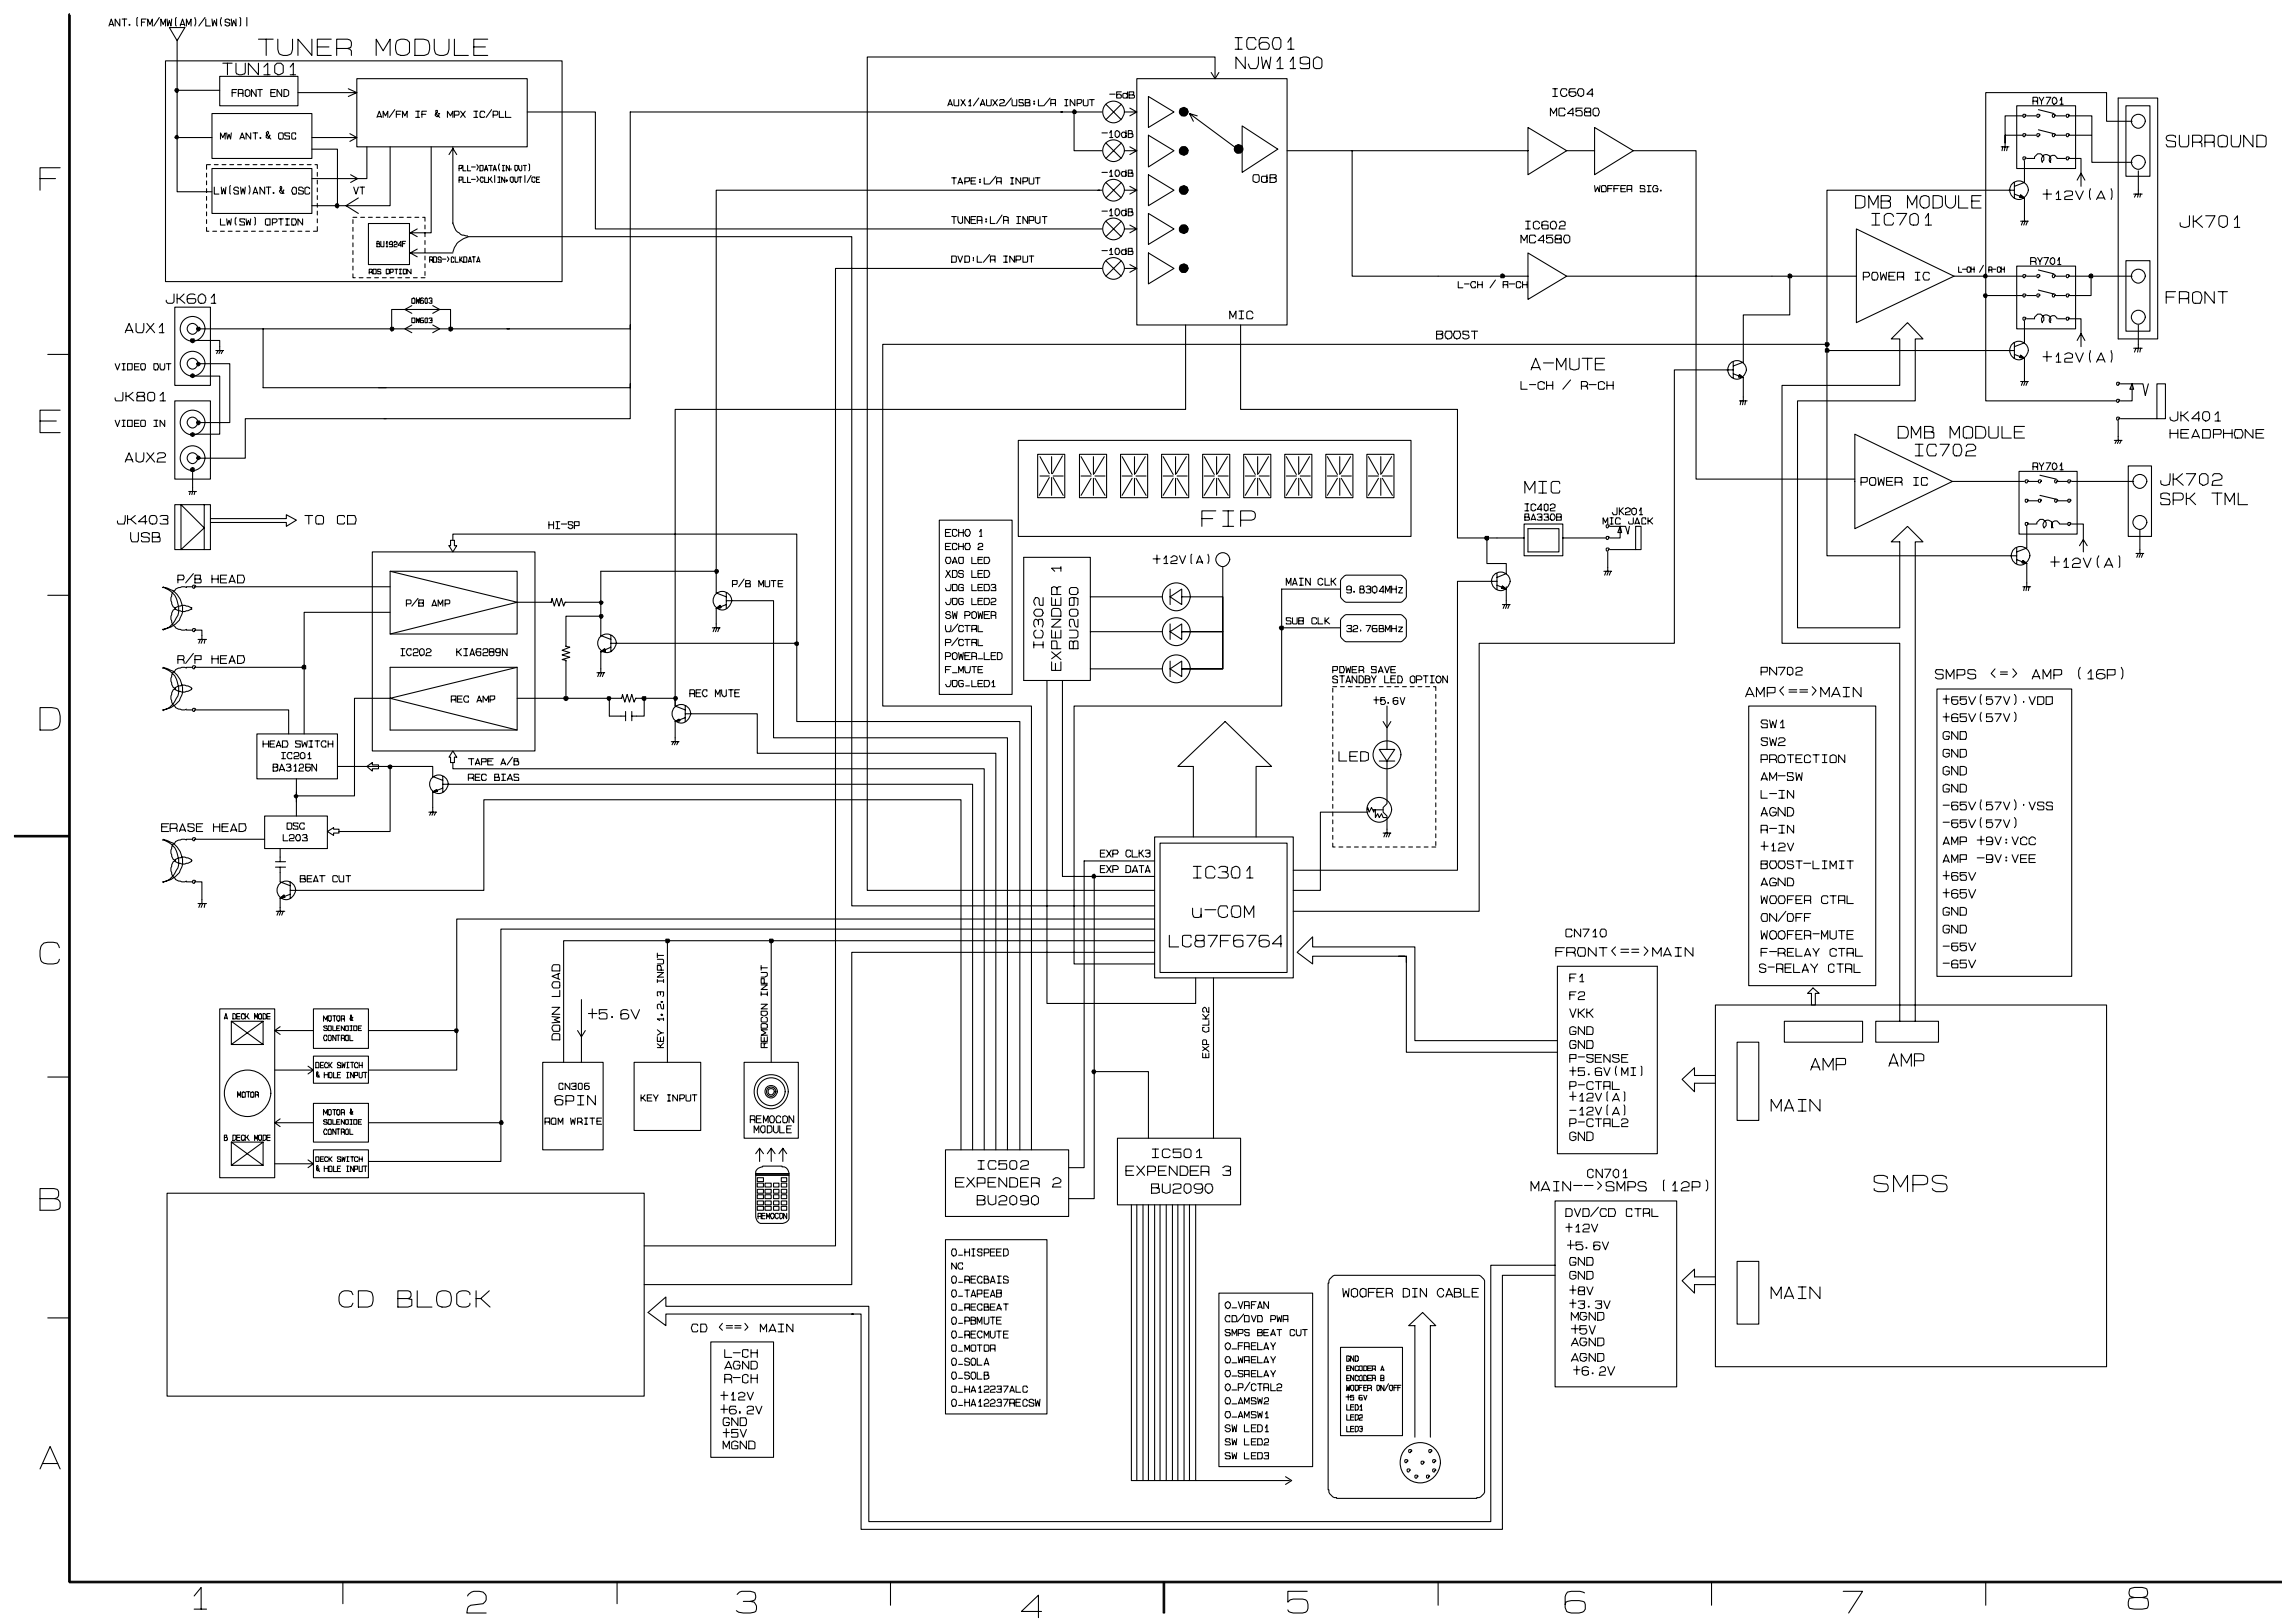 ANT.(FM/MW(AM)/LW(SW))
TUNER MODULE
TUN101
FRONT END
MW ANT.& OSC
LW(SW)ANT.& OSC
LW(SW) OPTION
AM/FM IF & MPX IC/PLL
VT
PLL->DATA(IN.OUT)
PLL->CLK(IN.OUT)/CE
BU1924F
RDS OPTION
RDS->CLKDATA
JK601
AUX1
VIDEO OUT
JK801
VIDEO IN
AUX2
JK403
USB
TO CD
P/B HEAD
R/P HEAD
ERASE HEAD
HEAD SWITCH
IC201
BA3126N
OSC
L203
BEAT CUT
HI-SP
P/B AMP
IC202 KIA6289N
REC AMP
TAPE A/B
REC BIAS
P/B MUTE
REC MUTE
IC601
NJW1190
AUX1/AUX2/USB:L/R INPUT
TAPE:L/R INPUT
TUNER:L/R INPUT
DVD:L/R INPUT
-6dB
-10dB
-10dB
-10dB
-10dB
0dB
MIC
IC604
MC4580
WOFFER SIG.
IC602
MC4580
L-CH / R-CH
BOOST
A-MUTE
L-CH / R-CH
DMB MODULE
IC701
POWER IC
L-CH / R-CH
DMB MODULE
IC702
POWER IC
RY701
+12V(A)
RY701
+12V(A)
RY701
+12V(A)
SURROUND
JK701
FRONT
JK401
HEADPHONE
JK702
SPK TML
FIP
MIC
IC402
BA330B
JK201
MIC JACK
ECHO 1
ECHO 2
OAO LED
XDS LED
JOG LED3
JOG LED2
SW POWER
U/CTRL
P/CTRL
POWER_LED
F_MUTE
JOG_LED1
IC302
EXPENDER 1
BU2090
+12V(A)
MAIN CLK
9.8304MHz
SUB CLK
32.768MHz
POWER SAVE
STANDBY LED OPTION
+5.6V
LED
EXP CLK3
EXP DATA
IC301
u-COM
LC87F6764
EXP CLK2
PN702
AMP<==>MAIN
SW1
SW2
PROTECTION
AM-SW
L-IN
AGND
R-IN
+12V
BOOST-LIMIT
AGND
WOOFER CTRL
ON/OFF
WOOFER-MUTE
F-RELAY CTRL
S-RELAY CTRL
SMPS <=> AMP (16P)
+65V(57V).VDD
+65V(57V)
GND
GND
GND
GND
-65V(57V).VSS
-65V(57V)
AMP +9V:VCC
AMP -9V:VEE
+65V
+65V
GND
GND
-65V
-65V
A DECK MODE
MOTOR
B DECK MODE
MOTOR &
SOLENOIDE
CONTROL
DECK SWITCH
& HOLE INPUT
MOTOR &
SOLENOIDE
CONTROL
DECK SWITCH
& HOLE INPUT
DOWN LOAD
+5.6V
CN306
6PIN
ROM WRITE
KEY 1.2.3 INPUT
KEY INPUT
REMOCON INPUT
REMOCON
MODULE
REMOCON
IC502
EXPENDER 2
BU2090
IC501
EXPENDER 3
BU2090
CN710
FRONT<==>MAIN
F1
F2
VKK
GND
GND
P-SENSE
+5.6V(MI)
P-CTRL
+12V(A)
-12V(A)
P-CTRL2
GND
AMP
AMP
MAIN
MAIN
SMPS
CN701
MAIN-->SMPS (12P)
DVD/CD CTRL
+12V
+5.6V
GND
GND
+8V
+3.3V
MGND
+5V
AGND
AGND
+6.2V
CD BLOCK
CD <==> MAIN
L-CH
AGND
R-CH
+12V
+6.2V
GND
+5V
MGND
O_HISPEED
NC
O_RECBAIS
O_TAPEAB
O_RECBEAT
O_PBMUTE
O_RECMUTE
O_MOTOR
O_SOLA
O_SOLB
O_HA12237ALC
O_HA12237RECSW
O_VRFAN
CD/DVD PWR
SMPS BEAT CUT
O_FRELAY
O_WRELAY
O_SRELAY
O_P/CTRL2
O_AMSW2
O_AMSW1
SW LED1
SW LED2
SW LED3
WOOFER DIN CABLE
GND
ENCODER A
ENCODER B
WOOFER ON/OFF
+5.6V
LED1
LED2
LED3
F
E
D
C
B
A
1 2 3 4 5 6 7 8